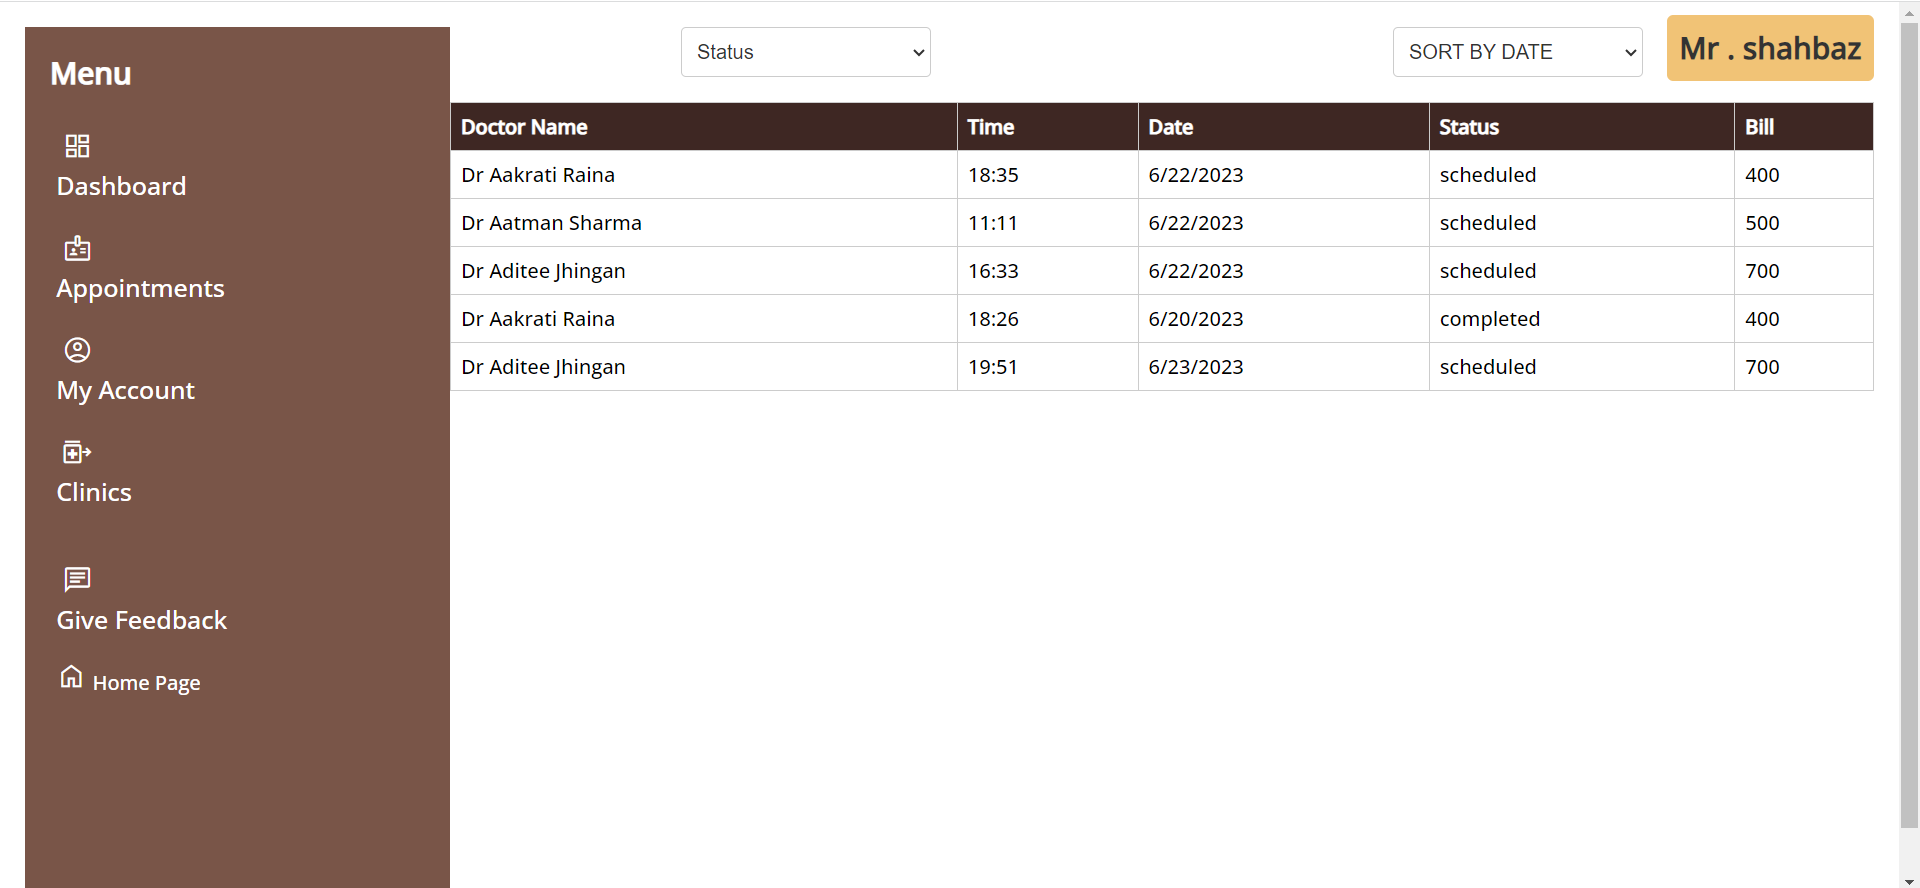 Menu
Dashboard
Appointments
My Account
Clinics
Give Feedback
Home Page
Status
SORT BY DATE
Mr . shahbaz
Doctor Name Time Date Status Bill
Dr Aakrati Raina 18:35 6/22/2023 scheduled 400
Dr Aatman Sharma 11:11 6/22/2023 scheduled 500
Dr Aditee Jhingan 16:33 6/22/2023 scheduled 700
Dr Aakrati Raina 18:26 6/20/2023 completed 400
Dr Aditee Jhingan 19:51 6/23/2023 scheduled 700